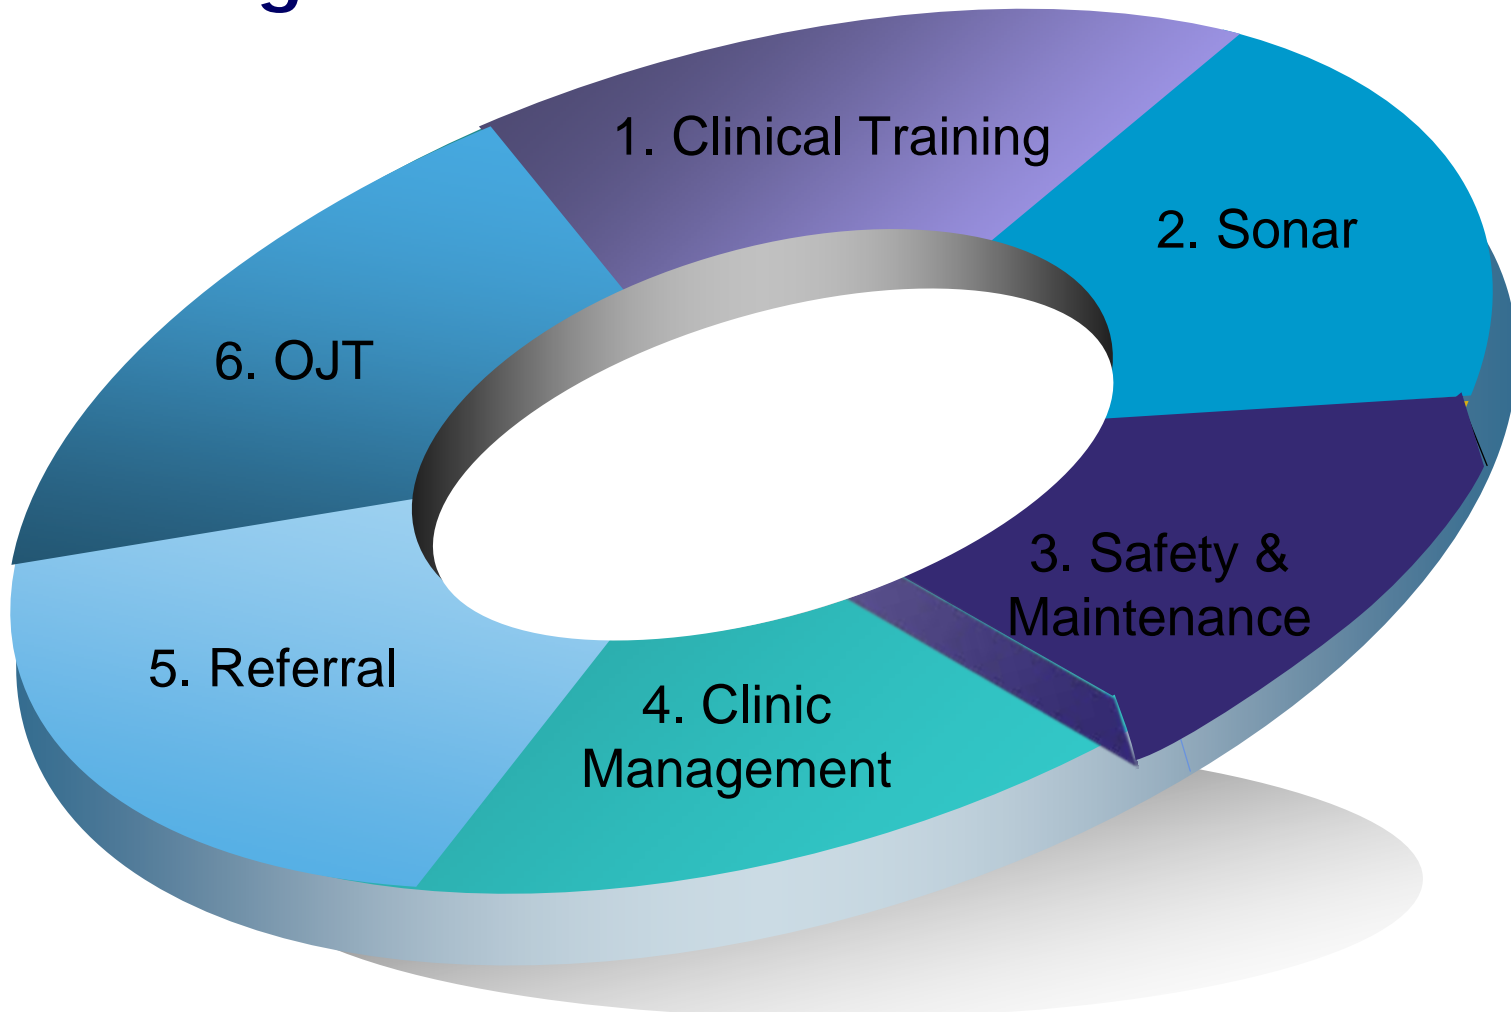 1. Clinical Training
2. Sonar
3. Safety &
Maintenance
4. Clinic
Management
5. Referral
6. OJT